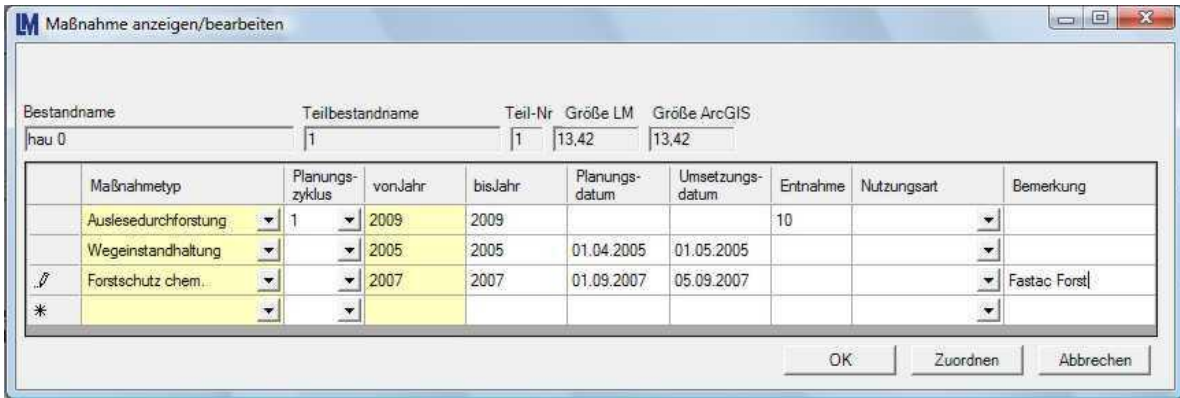 LM Maßnahme anzeigen/bearbeiten
Bestandname Teilbestandname Teil-Nr Größe LM Größe ArcGIS
hau 0 1 1 13,42 13,42
Maßnahmetyp Planungs-zyklus vonJahr bisJahr Planungs-datum Umsetzungs-datum Entnahme Nutzungsart Bemerkung
Auslesedurchforstung 1 2009 2009 10
Wegeinstandhaltung 2005 2005 01.04.2005 01.05.2005
Forstschutz chem. 2007 2007 01.09.2007 05.09.2007 Fastac Forst
*
OK Zuordnen Abbrechen